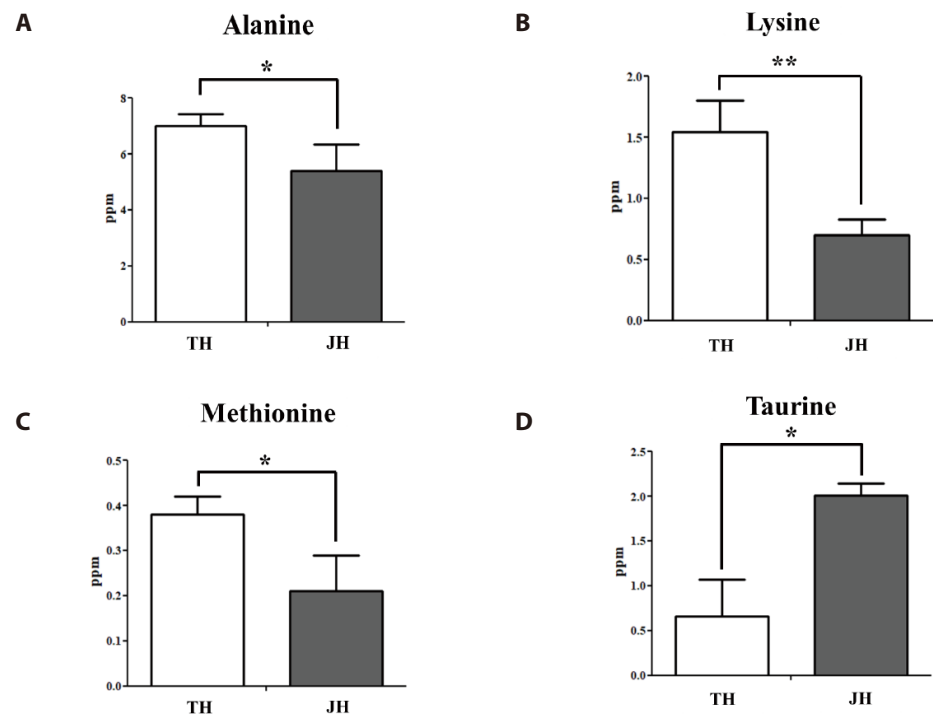 A
Alanine
*
8
6
4
2
0
ppm
TH
JH
B
Lysine
**
2.0
1.5
1.0
0.5
0.0
ppm
TH
JH
C
Methionine
*
0.5
0.4
0.3
0.2
0.1
0.0
ppm
TH
JH
D
Taurine
*
2.5
2.0
1.5
1.0
0.5
0.0
ppm
TH
JH